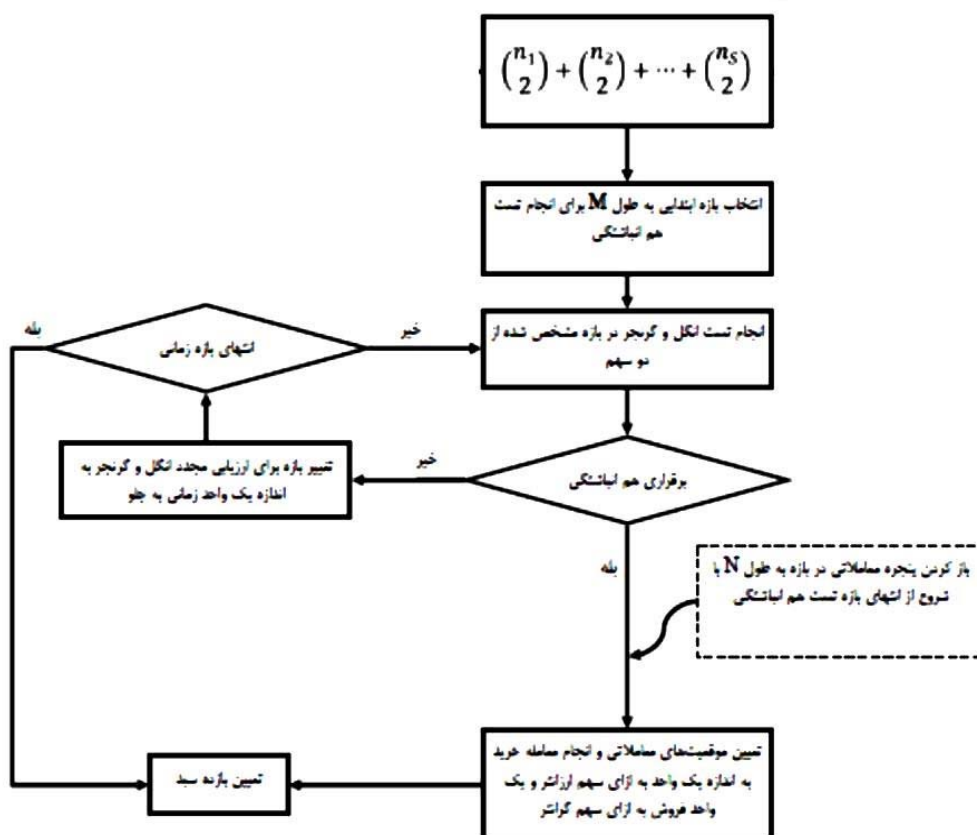 (n₁ 2) + (n₂ 2) + ⋯ + (n_S 2)
انتخاب بازه ابتدایی به طول M برای انجام تست
هم انباشتگی
انجام تست انگل و گرنجر در بازه مشخص شده از
دو سهم
بله
انتهای بازه زمانی
خیر
تغییر بازه برای ارزیابی مجدد انگل و گرنجر به
اندازه یک واحد زمانی به جلو
خیر
برقراری هم انباشتگی
بله
باز کردن پنجره معاملاتی در بازه به طول N با
شروع از انتهای بازه تست هم انباشتگی
تعیین موقعیت‌های معاملاتی و انجام معامله خرید
به اندازه یک واحد به ازای سهم ارزانتر و یک
واحد فروش به ازای سهم گرانتر
تعیین بازده سبد